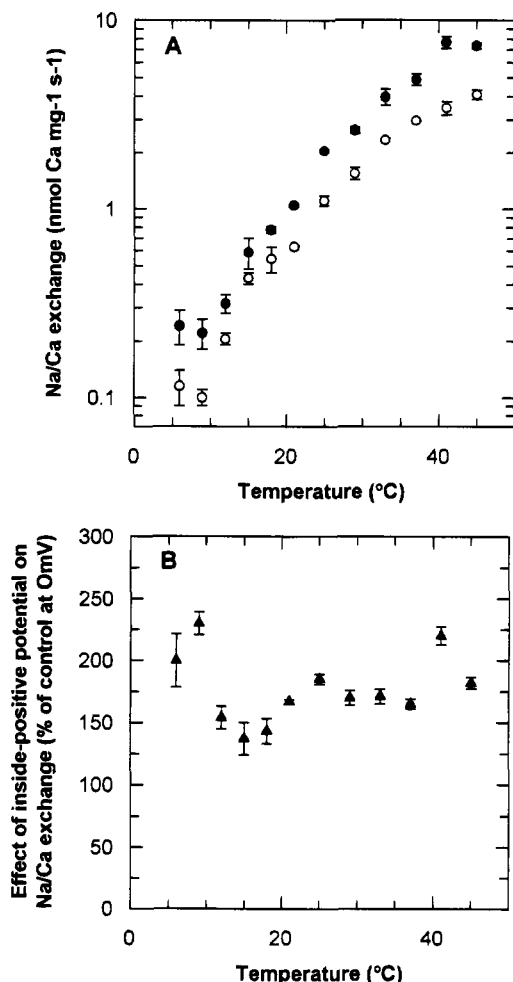 A
Na/Ca exchange (nmol Ca mg-1 s-1)
10
1
0.1
0
20
40
Temperature (°C)
B
Effect of inside-positive potential on
Na/Ca exchange (% of control at OmV)
300
250
200
150
100
50
0
0
10
20
30
40
Temperature (°C)